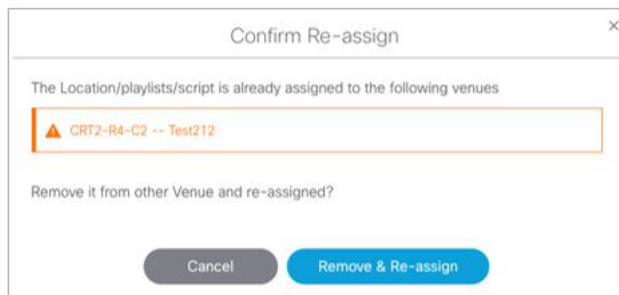 Confirm Re-assign
The Location/playlists/script is already assigned to the following venues
CRT2-R4-C2 -- Test212
Remove it from other Venue and re-assigned?
Cancel
Remove & Re-assign